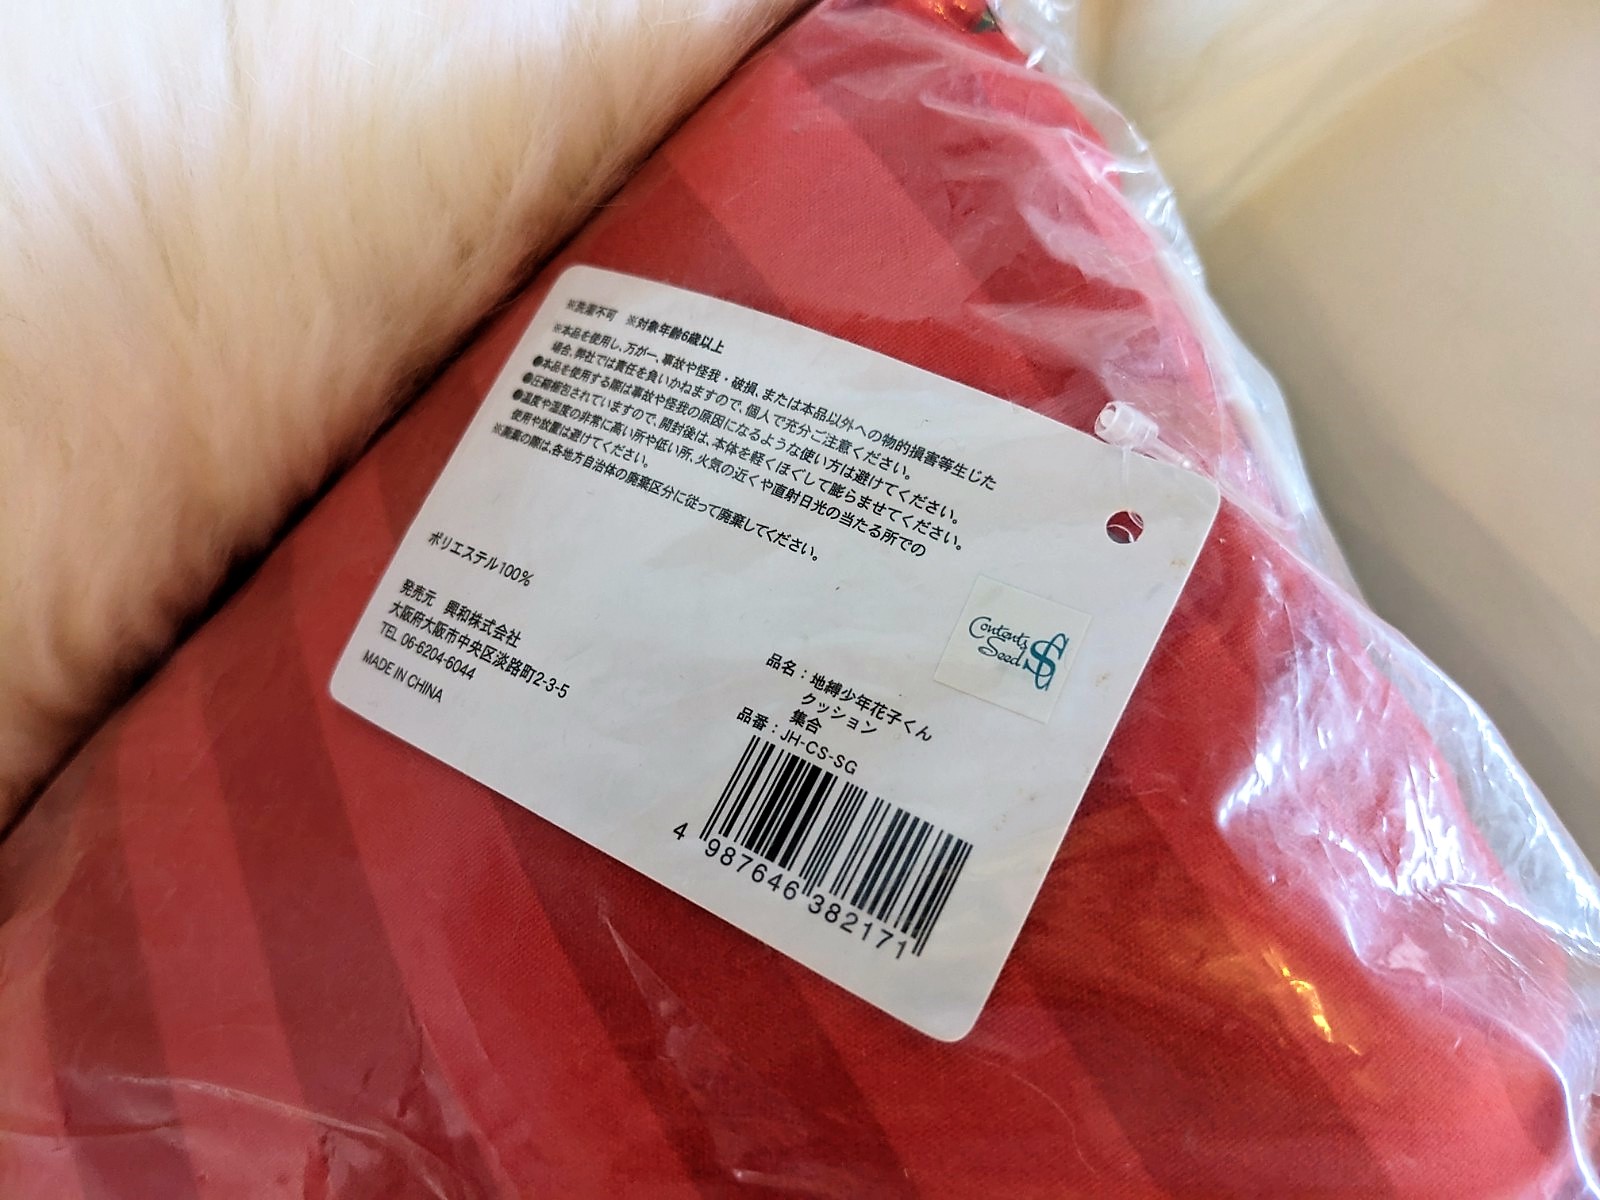 ※洗濯不可　※対象年齢6歳以上
※本品を使用し、万が一、事故や怪我・破損、または本品以外への物的損害等生じた
場合、弊社では責任を負いかねますので、個人で充分ご注意ください。
●本品を使用する際は事故や怪我の原因になるような使い方は避けてください。
●圧縮梱包されていますので、開封後は、本体を軽くほぐして膨らませてください。
●温度や湿度の非常に高い所や低い所、火気の近くや直射日光の当たる所での
使用や放置は避けてください。
※廃棄の際は、各地方自治体の廃棄区分に従って廃棄してください。
ポリエステル100%
発売元　興和株式会社
大阪府大阪市中央区淡路町2-3-5
TEL 06-6204-6044
MADE IN CHINA
Contents
Seed
品名：地縛少年花子くん
クッション
集合
品番：JH-CS-SG
4 987646 382171